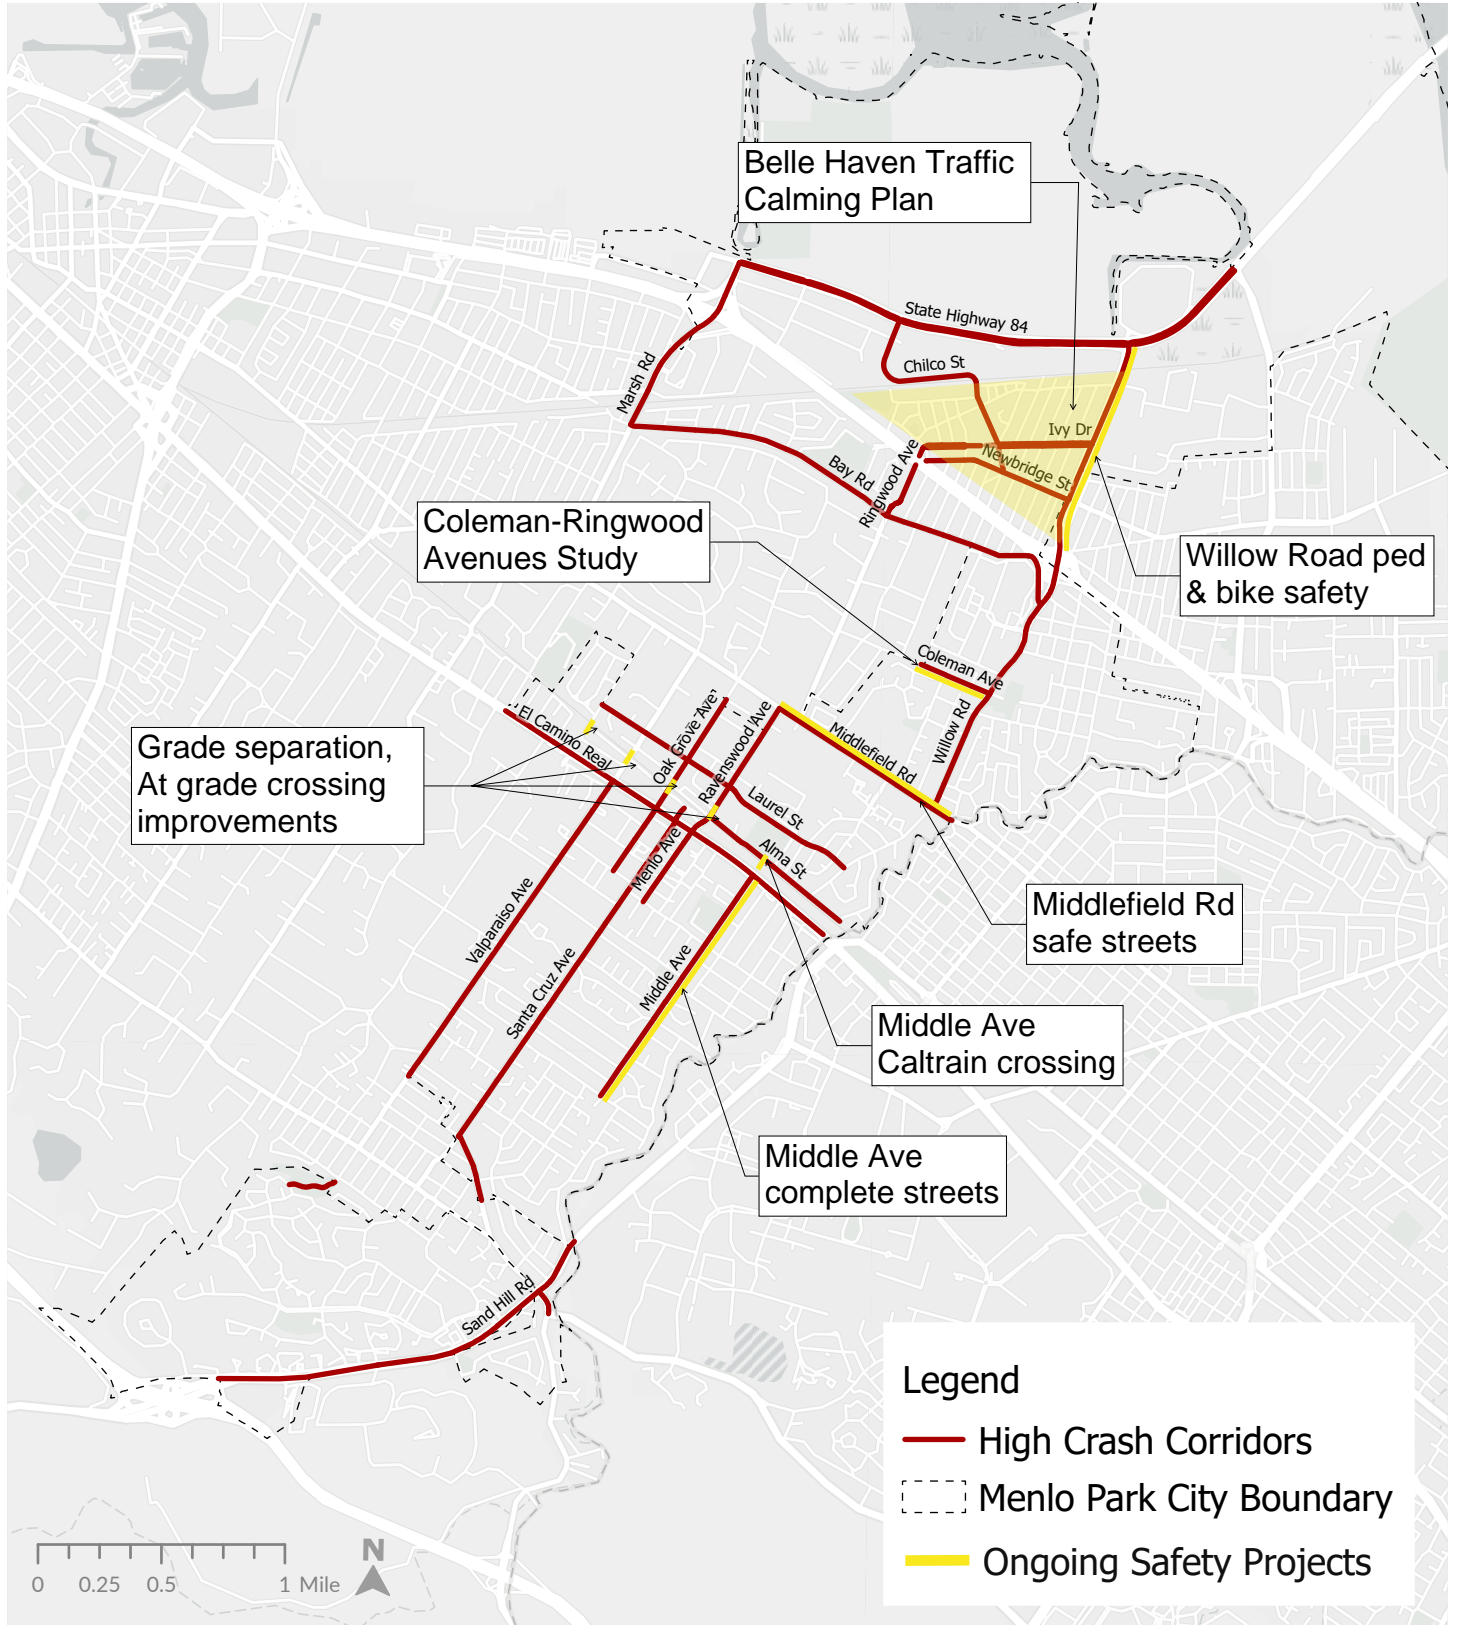 Belle Haven Traffic
Calming Plan
State Highway 84
Chilco St
Marsh Rd
Ivy Dr
Newbridge St
Ringwood Ave
Bay Rd
Coleman-Ringwood
Avenues Study
Willow Road ped
& bike safety
Coleman Ave
Willow Rd
El Camino Real
Oak Grove Ave
Ravenswood Ave
Middlefield Rd
Grade separation,
At grade crossing
improvements
Laurel St
Alma St
Menlo Ave
Valparaiso Ave
Santa Cruz Ave
Middle Ave
Middlefield Rd
safe streets
Middle Ave
Caltrain crossing
Middle Ave
complete streets
Sand Hill Rd
Legend
High Crash Corridors
Menlo Park City Boundary
Ongoing Safety Projects
N
0 0.25 0.5 1 Mile